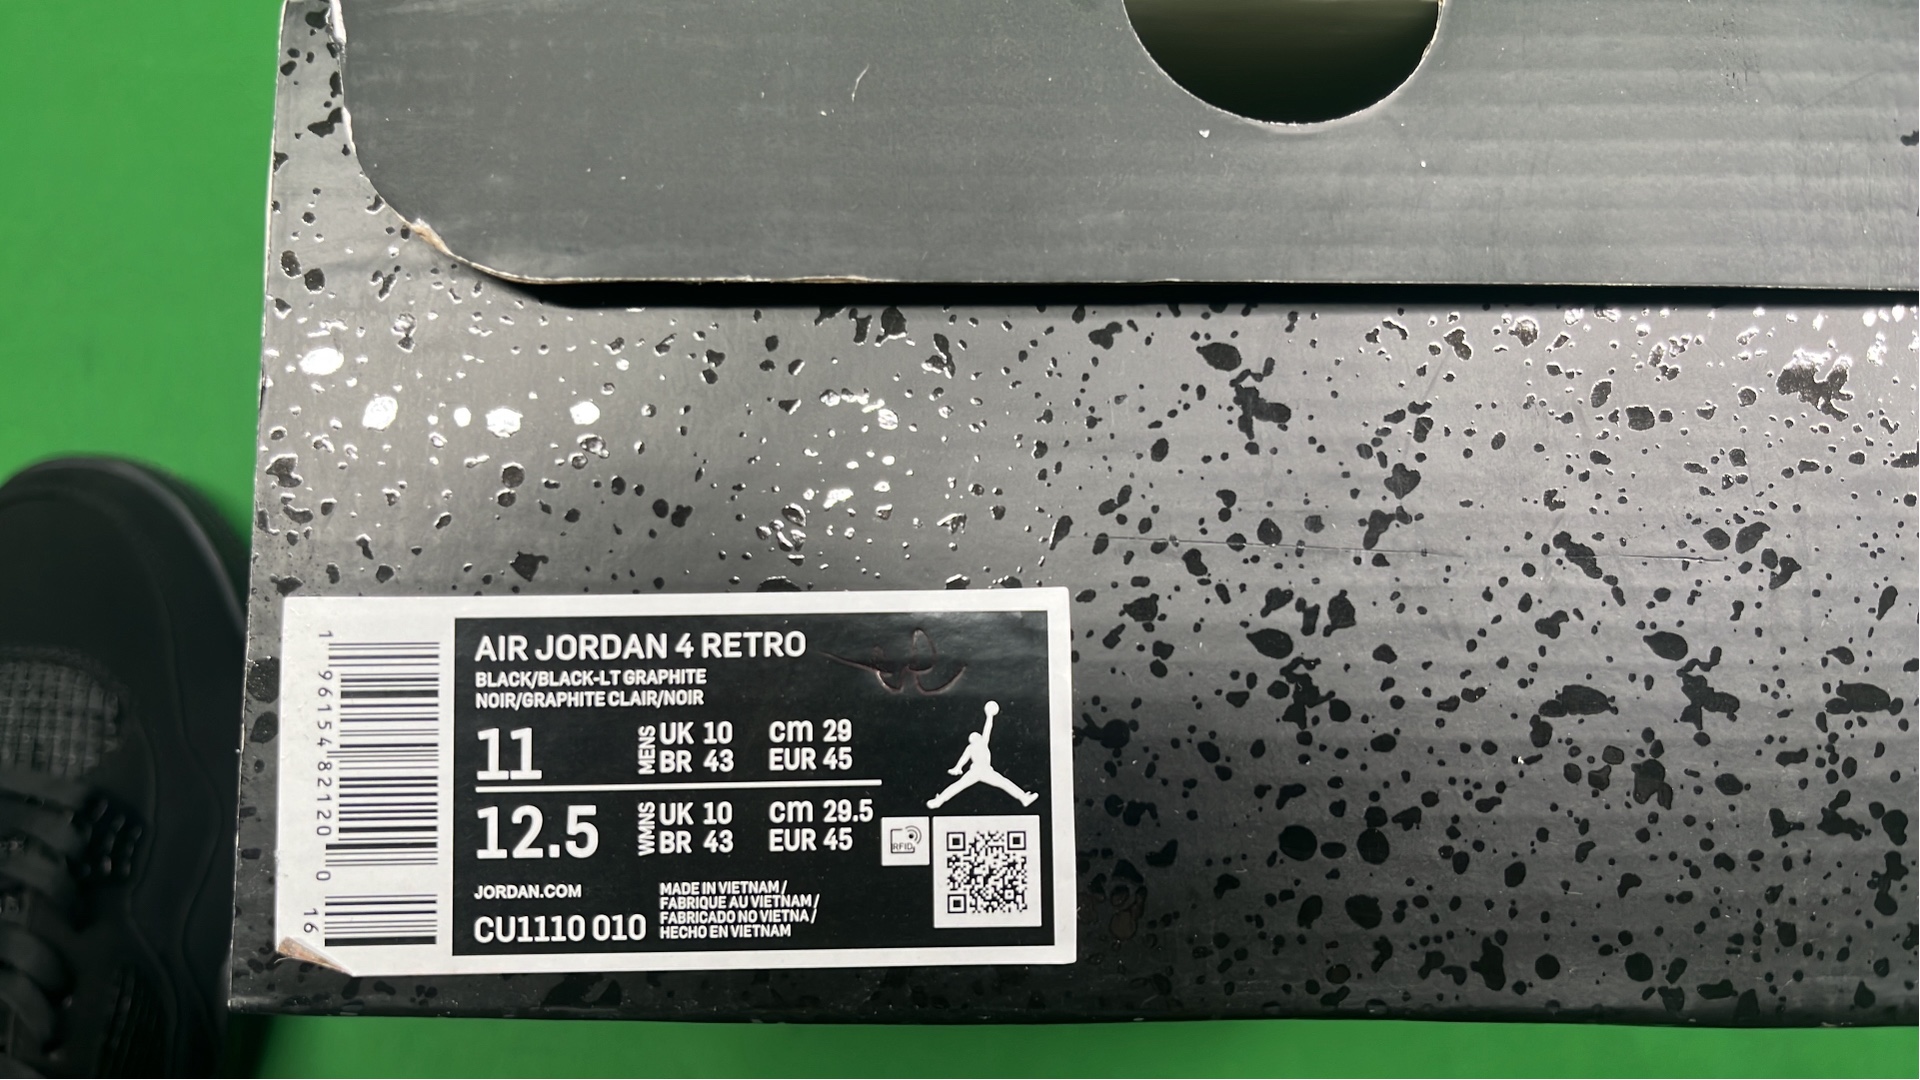 AIR JORDAN 4 RETRO
BLACK/BLACK-LT GRAPHITE
NOIR/GRAPHITE CLAIR/NOIR
11 MENS UK 10 cm 29
BR 43 EUR 45
12.5 WMNS UK 10 cm 29.5
BR 43 EUR 45
RFID
JORDAN.COM
CU1110 010
MADE IN VIETNAM/
FABRIQUE AU VIETNAM/
FABRICADO NO VIETNA/
HECHO EN VIETNAM
1 96154 82120 0
16